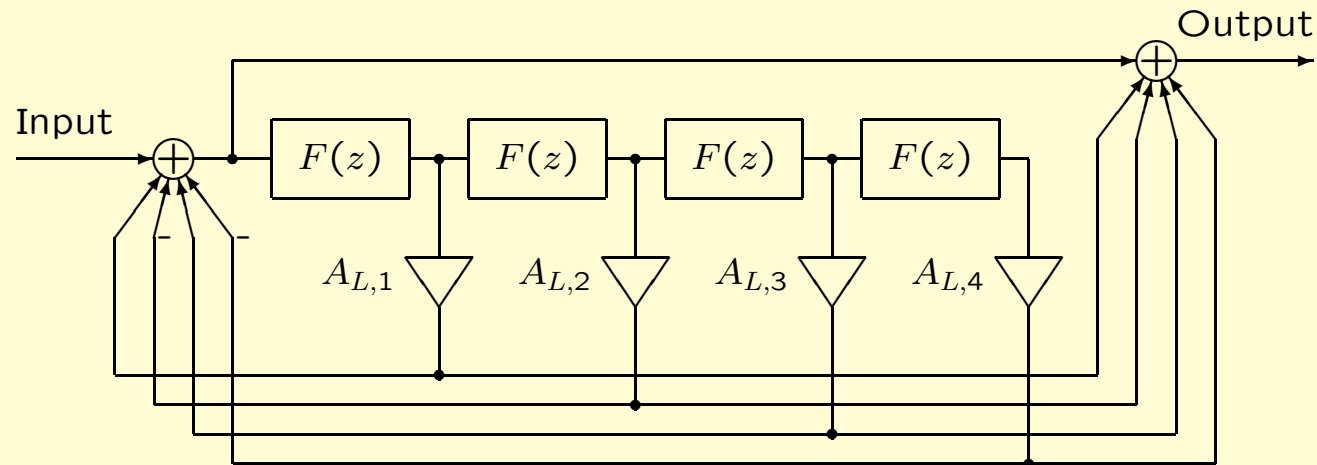 Output
Input
F(z) F(z) F(z) F(z)
- -
A_{L,1} A_{L,2} A_{L,3} A_{L,4}